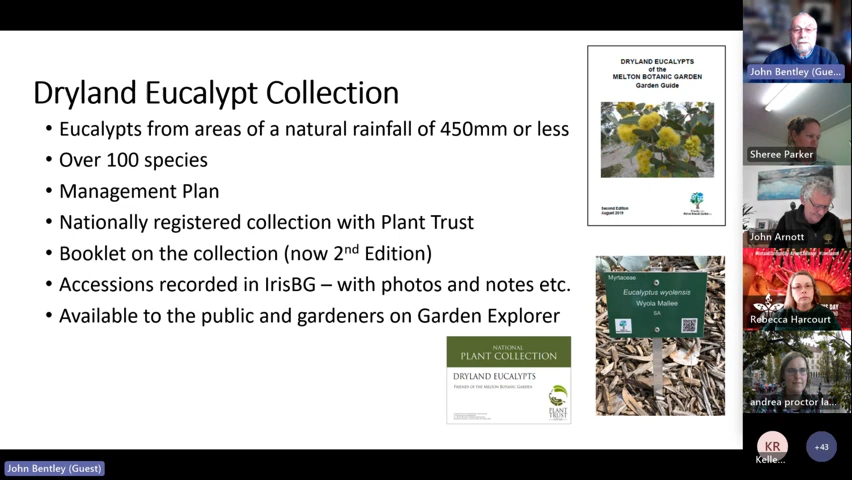 Dryland Eucalypt Collection
• Eucalypts from areas of a natural rainfall of 450mm or less
• Over 100 species
• Management Plan
• Nationally registered collection with Plant Trust
• Booklet on the collection (now 2nd Edition)
• Accessions recorded in IrisBG – with photos and notes etc.
• Available to the public and gardeners on Garden Explorer
DRYLAND EUCALYPTS
of the
MELTON BOTANIC GARDEN
Garden Guide
Second Edition
August 2019
Myrtaceae
Eucalyptus wyolensis
Wyola Mallee
SA
NATIONAL
PLANT COLLECTION
DRYLAND EUCALYPTS
FRIENDS OF THE MELTON BOTANIC GARDEN
PLANT
TRUST
John Bentley (Gue...
Sheree Parker
John Arnott
Rebecca Harcourt
andrea proctor la...
KR
Kelle...
+43
John Bentley (Guest)